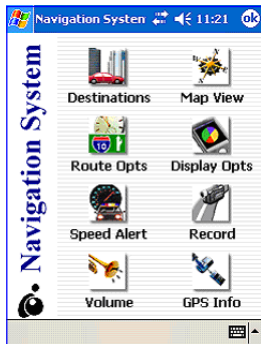 Navigation System 11:21 ok
Navigation System
Destinations Map View
10
Route Opts Display Opts
Speed Alert Record
Volume GPS Info